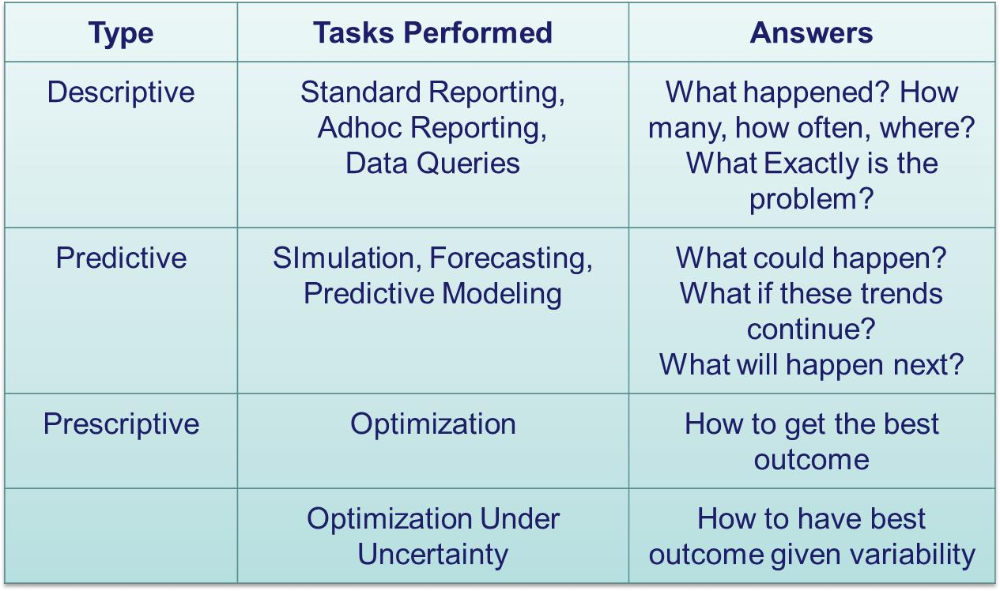 Type
Tasks Performed
Answers
Descriptive
Standard Reporting,
Adhoc Reporting,
Data Queries
What happened? How
many, how often, where?
What Exactly is the
problem?
Predictive
SImulation, Forecasting,
Predictive Modeling
What could happen?
What if these trends
continue?
What will happen next?
Prescriptive
Optimization
How to get the best
outcome
Optimization Under
Uncertainty
How to have best
outcome given variability